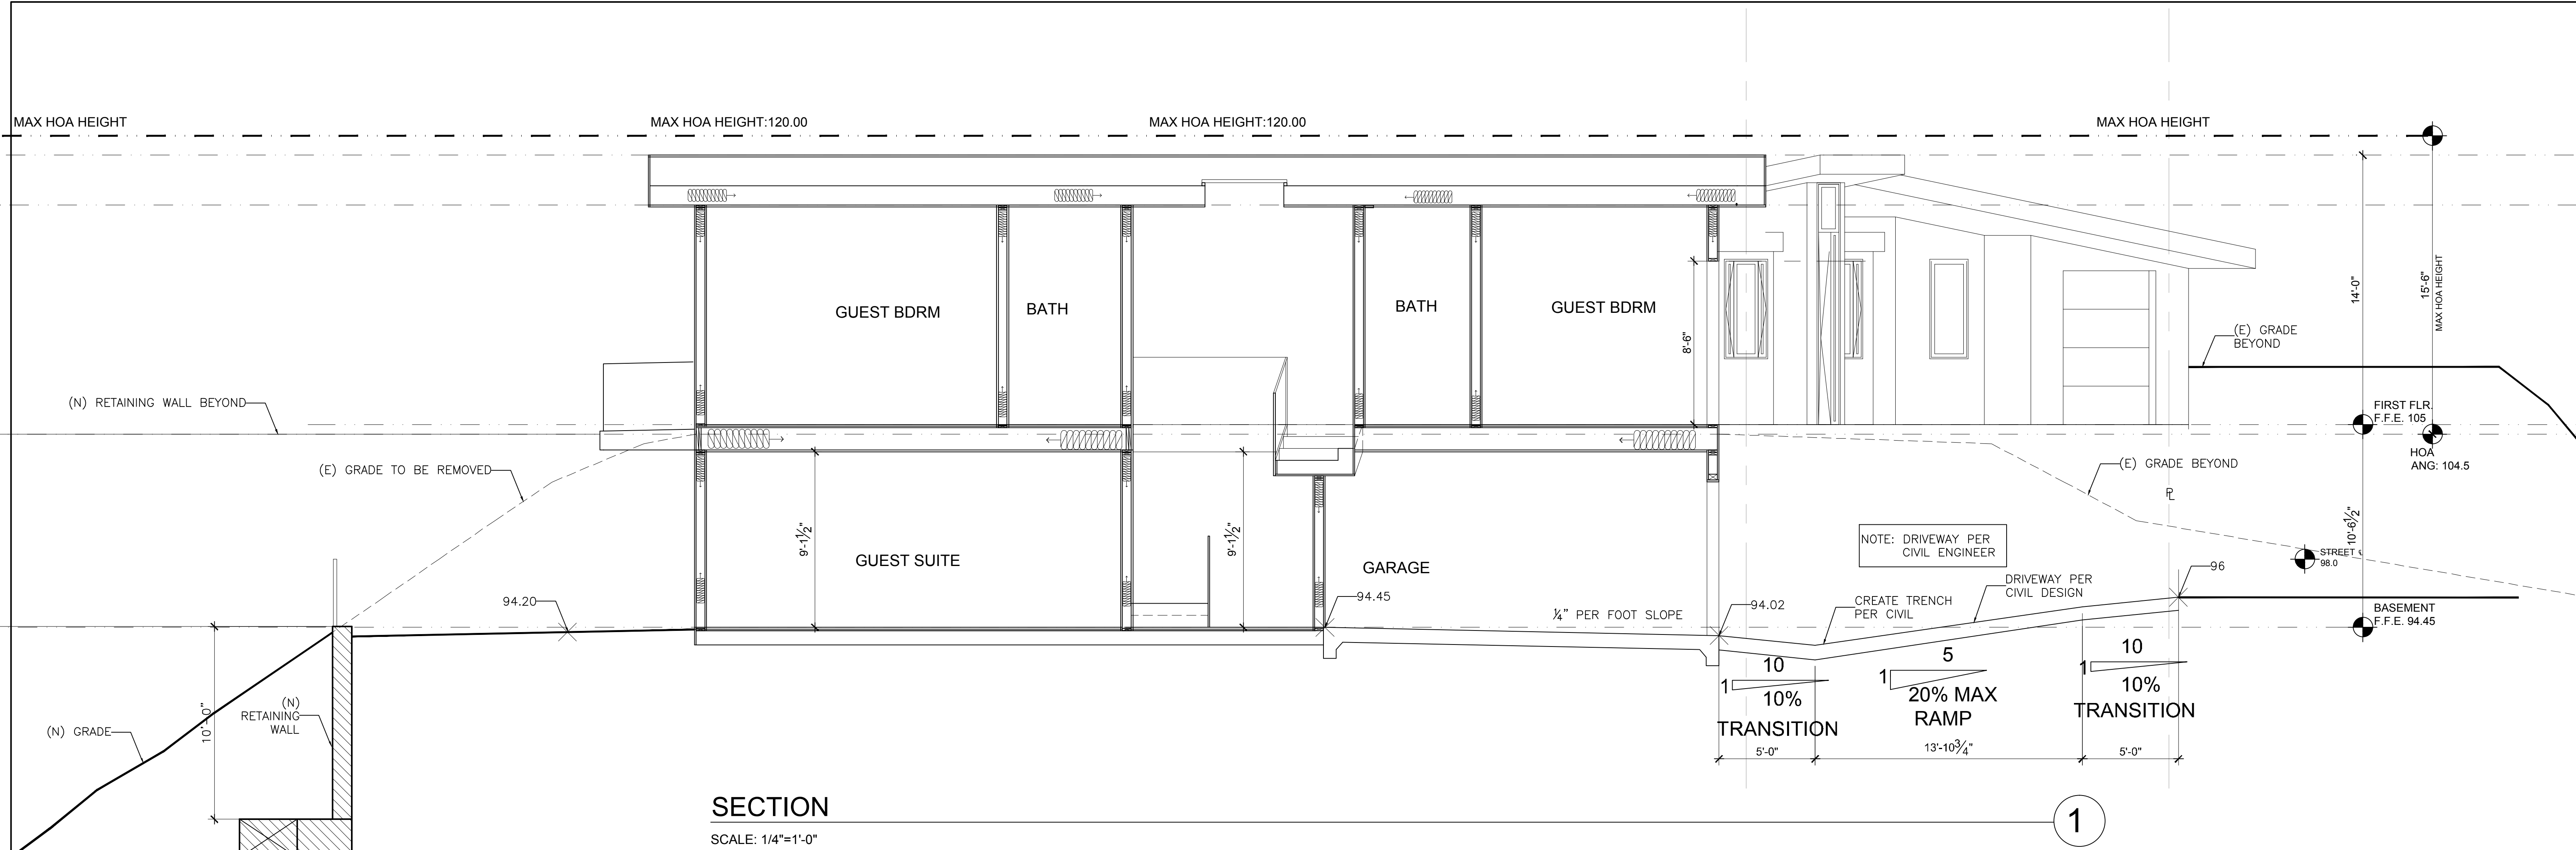 MAX HOA HEIGHT
MAX HOA HEIGHT:120.00
MAX HOA HEIGHT:120.00
MAX HOA HEIGHT
GUEST BDRM
BATH
BATH
GUEST BDRM
8'-6"
14'-0"
15'-6"
MAX HOA HEIGHT
(E) GRADE
BEYOND
(N) RETAINING WALL BEYOND
FIRST FLR.
F.F.E. 105
HOA
ANG: 104.5
(E) GRADE TO BE REMOVED
(E) GRADE BEYOND
PL
9'-1½"
9'-1½"
10'-6½"
NOTE: DRIVEWAY PER
CIVIL ENGINEER
STREET ℄
98.0
GUEST SUITE
GARAGE
96
DRIVEWAY PER
CIVIL DESIGN
94.20
94.45
¼" PER FOOT SLOPE
94.02
CREATE TRENCH
PER CIVIL
BASEMENT
F.F.E. 94.45
10
1
10%
TRANSITION
5
1
20% MAX
RAMP
10
1
10%
TRANSITION
5'-0"
13'-10¾"
5'-0"
(N) GRADE
10'-0"
(N)
RETAINING
WALL
SECTION
1
SCALE: 1/4"=1'-0"